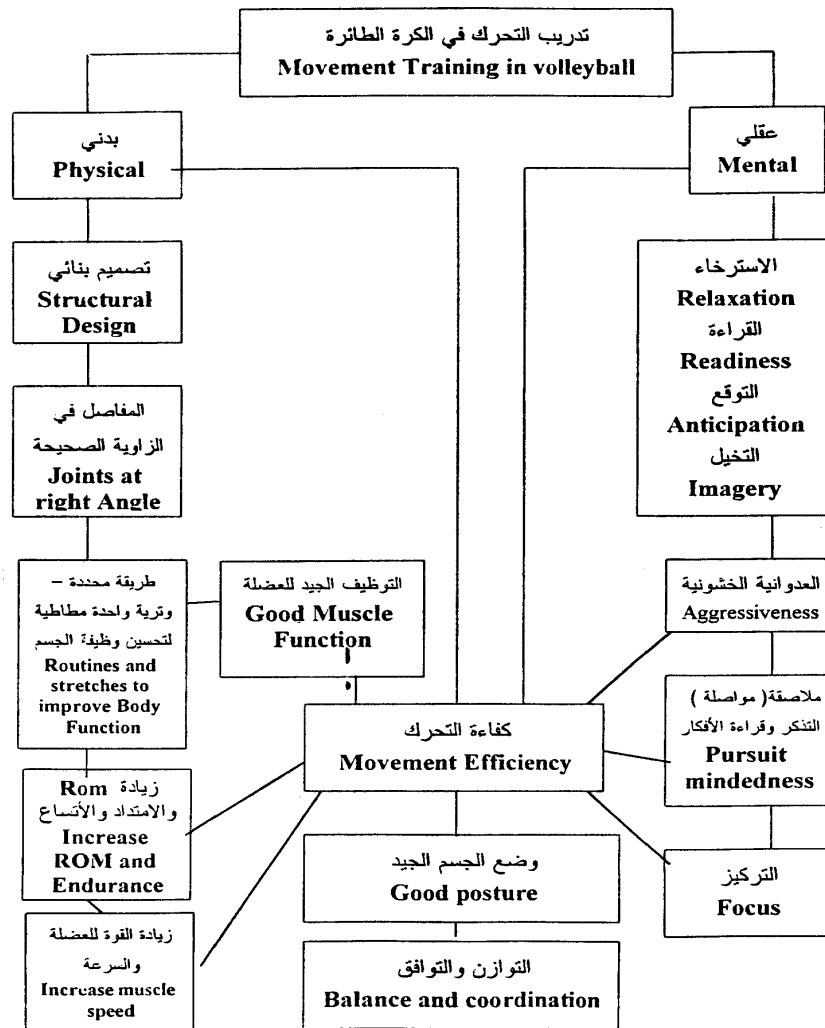 تدريب التحرك في الكرة الطائرة
Movement Training in volleyball
بدني
Physical
عقلي
Mental
تصميم بنائي
Structural
Design
الاسترخاء
Relaxation
القراءة
Readiness
التوقع
Anticipation
التخيل
Imagery
المفاصل في
الزاوية الصحيحة
Joints at
right Angle
طريقة محددة –
وترية واحدة مطاطية
لتحسين وظيفة الجسم
Routines and
stretches to
improve Body
Function
التوظيف الجيد للعضلة
Good Muscle
Function
العدوانية الخشونية
Aggressiveness
ملاصقة( مواصلة )
التذكر وقراءة الأفكار
Pursuit
mindedness
كفاءة التحرك
Movement Efficiency
زيادة Rom
والامتداد والأتساع
Increase
ROM and
Endurance
وضع الجسم الجيد
Good posture
التركيز
Focus
زيادة القوة للعضلة
والسرعة
Increase muscle
speed
التوازن والتوافق
Balance and coordination